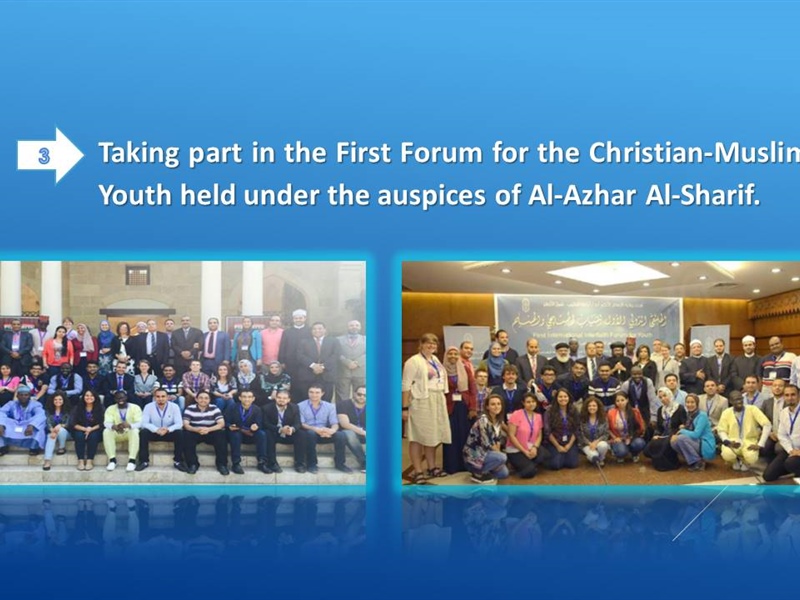 3
Taking part in the First Forum for the Christian-Muslim
Youth held under the auspices of Al-Azhar Al-Sharif.
First International Interfaith Forum for Youth